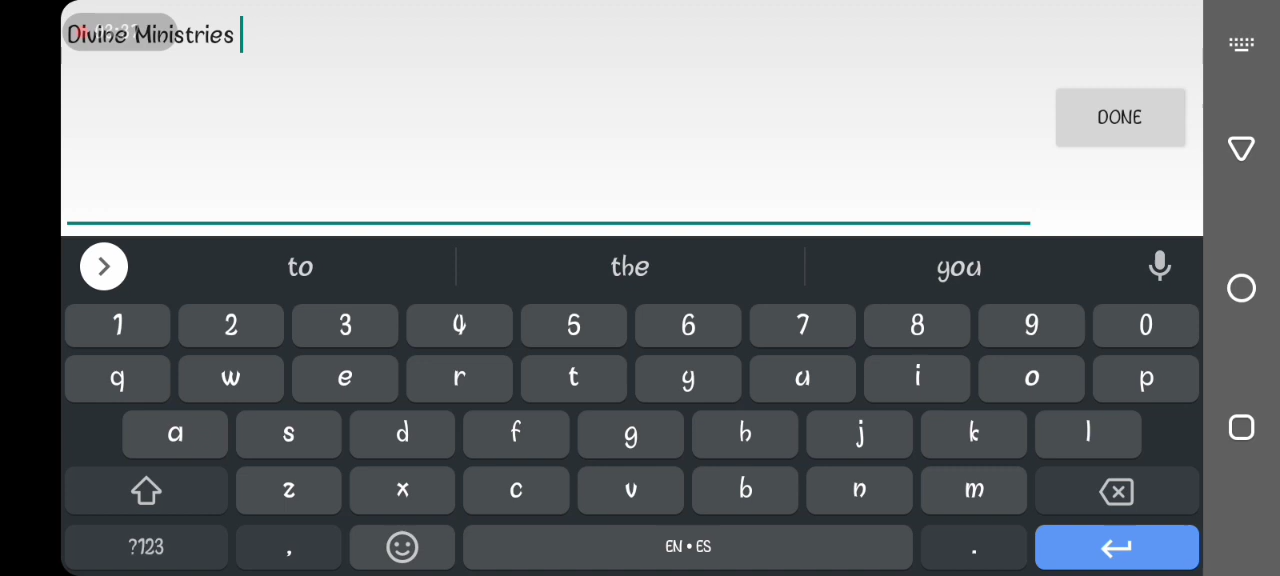 Divine Ministries
DONE
to the you
1 2 3 4 5 6 7 8 9 0
q w e r t y u i o p
a s d f g h j k l
z x c v b n m
?123 , EN • ES .